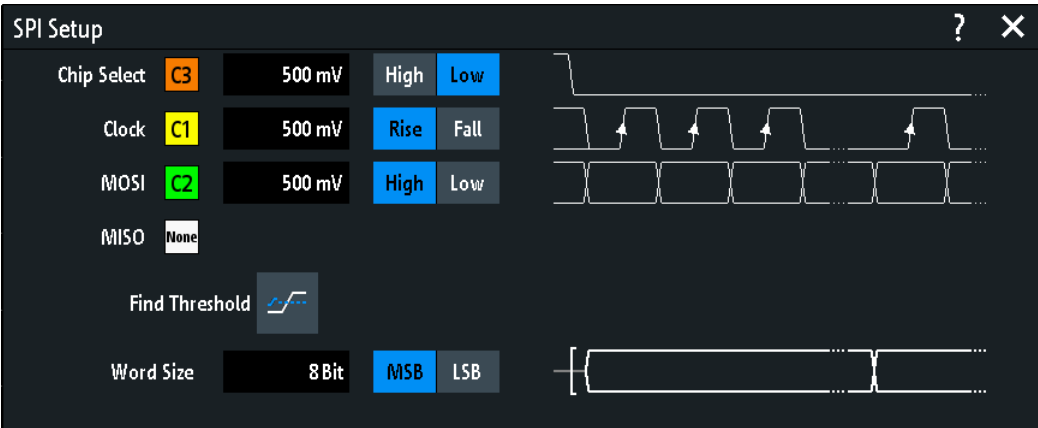 SPI Setup ? X
Chip Select C3 500 mV High Low
Clock C1 500 mV Rise Fall
MOSI C2 500 mV High Low
MISO None
Find Threshold
Word Size 8 Bit MSB LSB